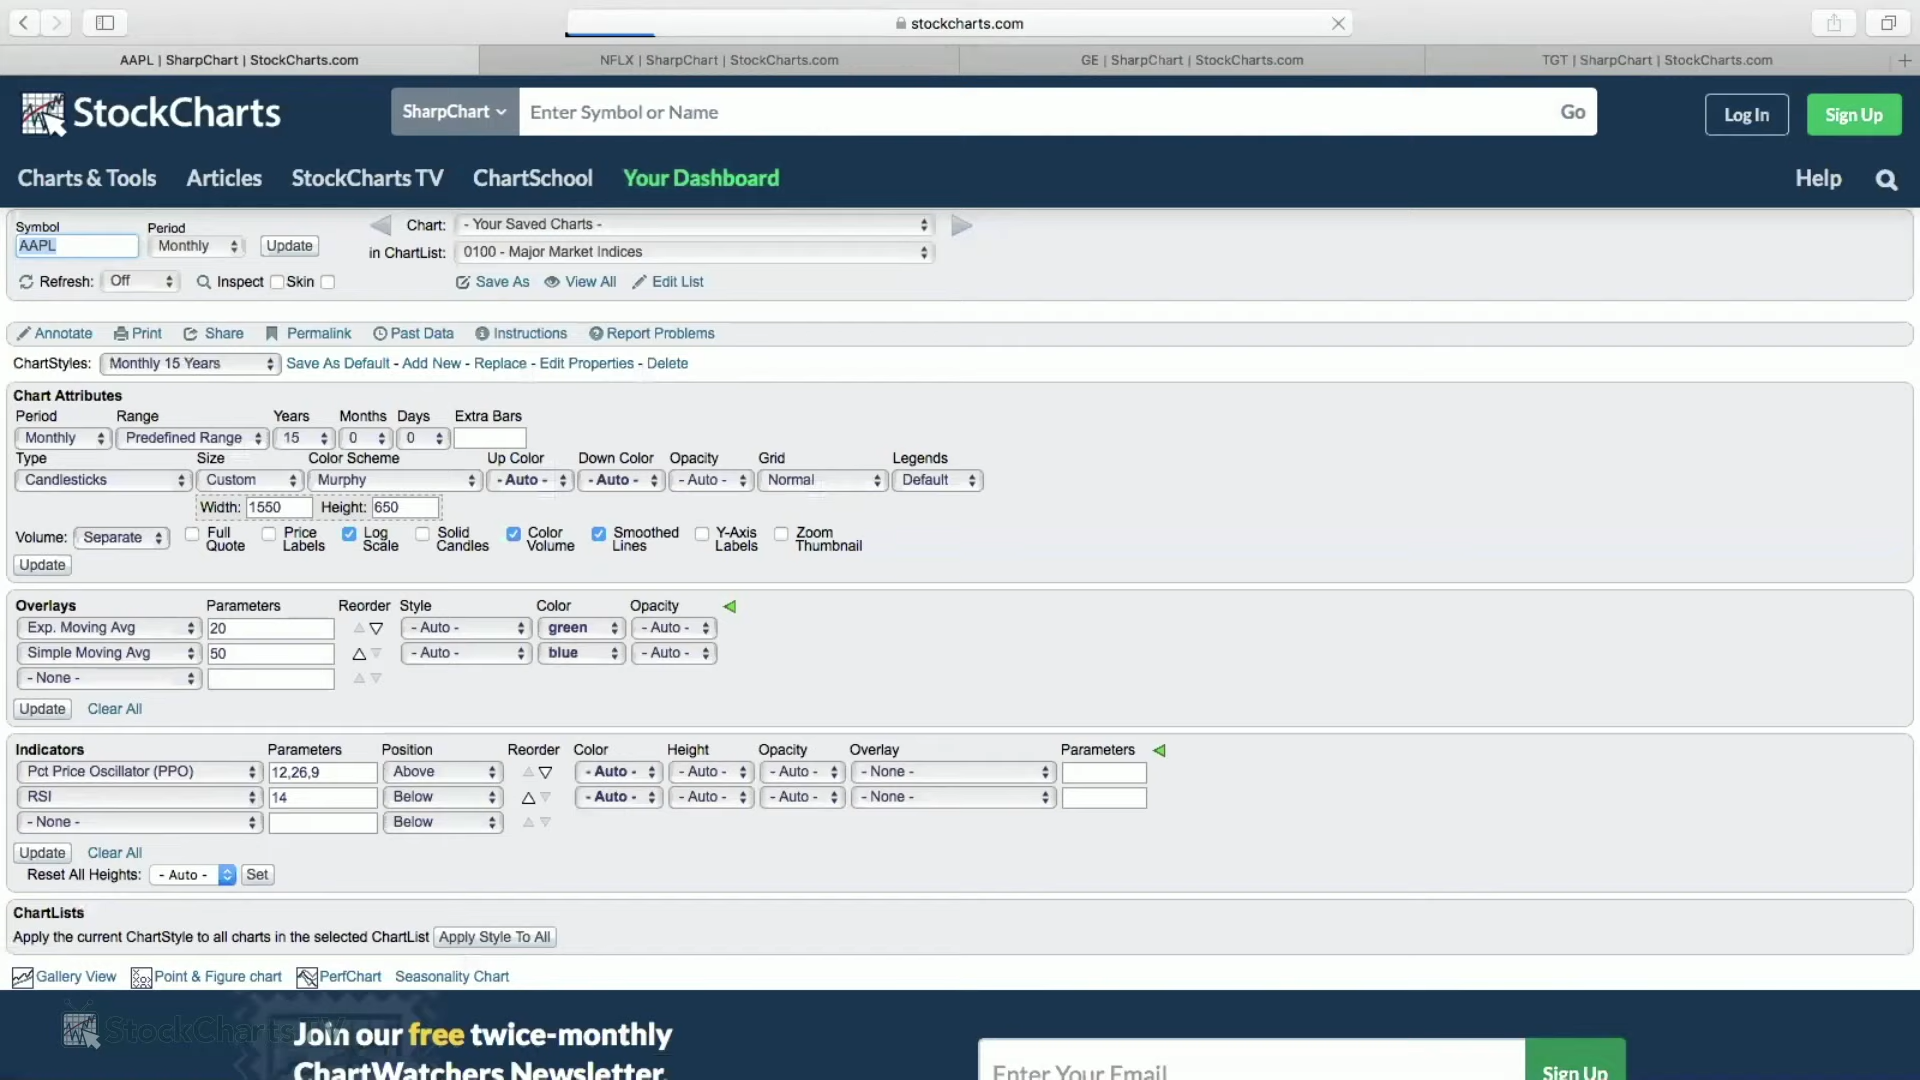 stockcharts.com
AAPL | SharpChart | StockCharts.com
NFLX | SharpChart | StockCharts.com
GE | SharpChart | StockCharts.com
TGT | SharpChart | StockCharts.com
StockCharts
SharpChart
Enter Symbol or Name
Go
Log In
Sign Up
Charts & Tools
Articles
StockCharts TV
ChartSchool
Your Dashboard
Help
Symbol
Period
Chart:
- Your Saved Charts -
AAPL
Monthly
Update
in ChartList:
0100 - Major Market Indices
Refresh:
Off
Inspect
Skin
Save As
View All
Edit List
Annotate
Print
Share
Permalink
Past Data
Instructions
Report Problems
ChartStyles:
Monthly 15 Years
Save As Default - Add New - Replace - Edit Properties - Delete
Chart Attributes
Period Range Years Months Days Extra Bars
Monthly Predefined Range 15 0 0
Type Size Color Scheme Up Color Down Color Opacity Grid Legends
Candlesticks Custom Murphy - Auto - - Auto - - Auto - Normal Default
Width: 1550 Height: 650
Volume: Separate
Full Quote
Price Labels
Log Scale
Solid Candles
Color Volume
Smoothed Lines
Y-Axis Labels
Zoom Thumbnail
Update
Overlays Parameters Reorder Style Color Opacity
Exp. Moving Avg 20 - Auto - green - Auto -
Simple Moving Avg 50 - Auto - blue - Auto -
- None -
Update Clear All
Indicators Parameters Position Reorder Color Height Opacity Overlay Parameters
Pct Price Oscillator (PPO) 12,26,9 Above - Auto - - Auto - - Auto - - None -
RSI 14 Below - Auto - - Auto - - Auto - - None -
- None - Below
Update Clear All
Reset All Heights: - Auto - Set
ChartLists
Apply the current ChartStyle to all charts in the selected ChartList Apply Style To All
Gallery View
Point & Figure chart
PerfChart
Seasonality Chart
StockCharts TV
Join our free twice-monthly
ChartWatchers Newsletter.
Enter Your Email
Sign Up